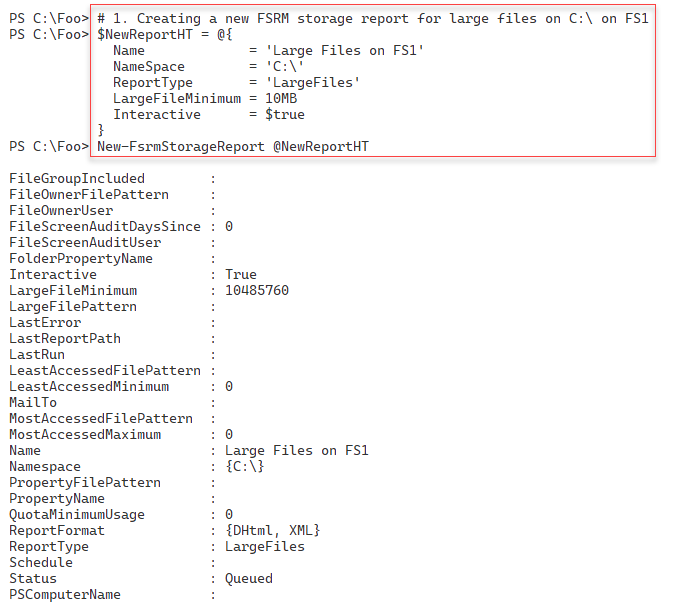 PS C:\Foo> # 1. Creating a new FSRM storage report for large files on C:\ on FS1
PS C:\Foo> $NewReportHT = @{
  Name             = 'Large Files on FS1'
  NameSpace        = 'C:\'
  ReportType       = 'LargeFiles'
  LargeFileMinimum = 10MB
  Interactive      = $true
}
PS C:\Foo> New-FsrmStorageReport @NewReportHT

FileGroupIncluded        :
FileOwnerFilePattern     :
FileOwnerUser            :
FileScreenAuditDaysSince : 0
FileScreenAuditUser      :
FolderPropertyName       :
Interactive              : True
LargeFileMinimum         : 10485760
LargeFilePattern         :
LastError                :
LastReportPath           :
LastRun                  :
LeastAccessedFilePattern :
LeastAccessedMinimum     : 0
MailTo                   :
MostAccessedFilePattern  :
MostAccessedMaximum      : 0
Name                     : Large Files on FS1
Namespace                : {C:\}
PropertyFilePattern      :
PropertyName             :
QuotaMinimumUsage        : 0
ReportFormat             : {DHtml, XML}
ReportType               : LargeFiles
Schedule                 :
Status                   : Queued
PSComputerName           :